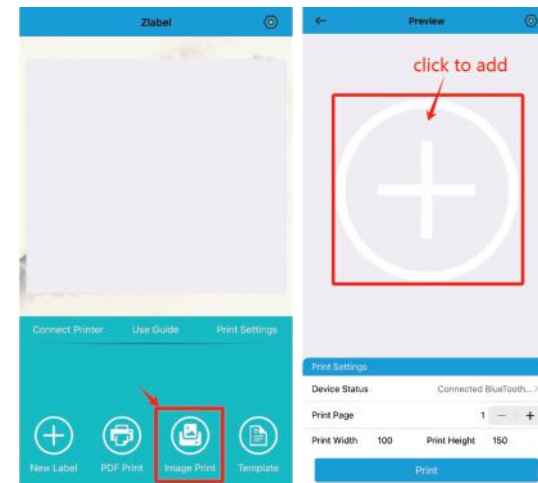 Zlabel
Connect Printer Use Guide Print Settings
New Label PDF Print Image Print Template
Preview
click to add
Print Settings
Device Status Connected BlueTooth...
Print Page 1 - +
Print Width 100 Print Height 150
Print